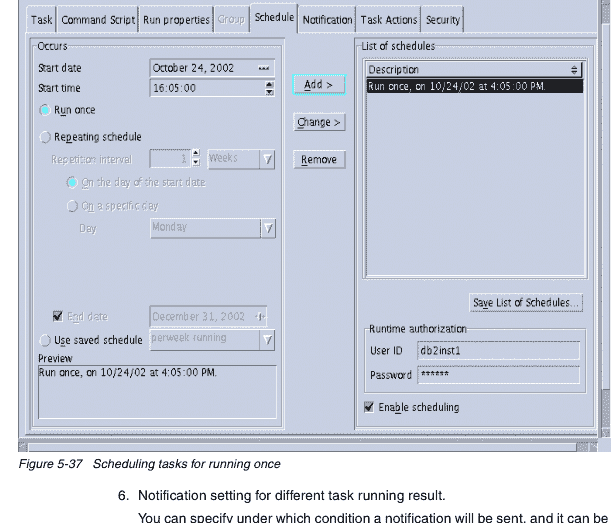 Task Command Script Run properties Group Schedule Notification Task Actions Security
Occurs
Start date October 24, 2002 ...
Start time 16:05:00
Run once
Repeating schedule
Repetition interval 1 Weeks
On the day of the start date
On a specific day
Day Monday
End date December 31, 2002
Use saved schedule perweek running
Preview
Run once, on 10/24/02 at 4:05:00 PM.
Add >
Change >
Remove
List of schedules
Description
Run once, on 10/24/02 at 4:05:00 PM.
Save List of Schedules...
Runtime authorization
User ID db2inst1
Password ******
Enable scheduling
Figure 5-37 Scheduling tasks for running once
6. Notification setting for different task running result.
You can specify under which condition a notification will be sent, and it can be